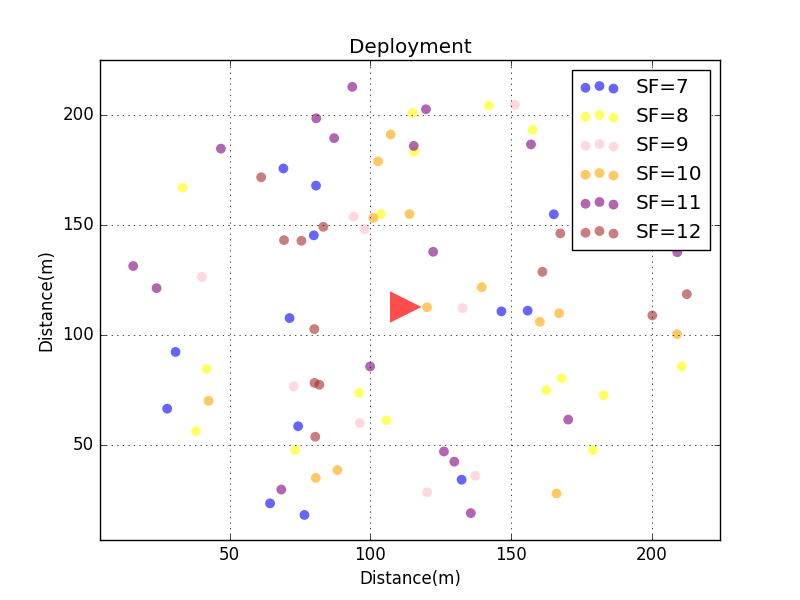 Deployment
SF=7
SF=8
SF=9
SF=10
SF=11
SF=12
200
150
100
50
Distance(m)
50
100
150
200
Distance(m)